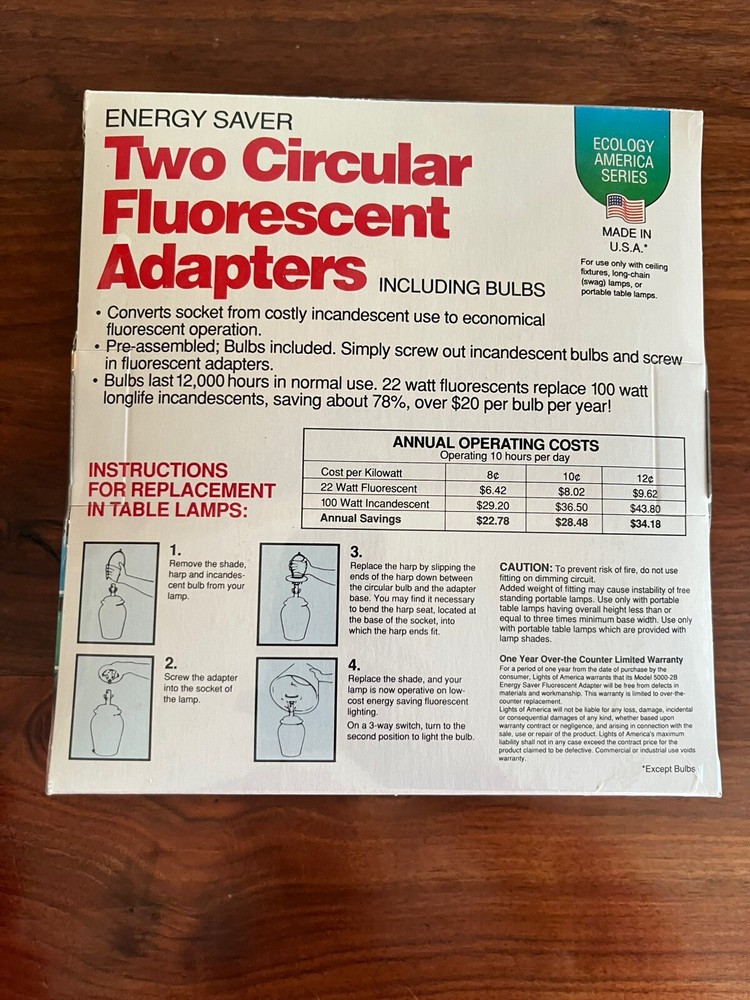 ENERGY SAVER
Two Circular
Fluorescent
Adapters INCLUDING BULBS
ECOLOGY
AMERICA
SERIES
MADE IN
U.S.A.*
For use only with ceiling
fixtures, long-chain
(swag) lamps, or
portable table lamps.
• Converts socket from costly incandescent use to economical
fluorescent operation.
• Pre-assembled; Bulbs included. Simply screw out incandescent bulbs and screw
in fluorescent adapters.
• Bulbs last 12,000 hours in normal use. 22 watt fluorescents replace 100 watt
longlife incandescents, saving about 78%, over $20 per bulb per year!
ANNUAL OPERATING COSTS
Operating 10 hours per day
Cost per Kilowatt 8¢ 10¢ 12¢
22 Watt Fluorescent $6.42 $8.02 $9.62
100 Watt Incandescent $29.20 $36.50 $43.80
Annual Savings $22.78 $28.48 $34.18
INSTRUCTIONS
FOR REPLACEMENT
IN TABLE LAMPS:
1.
Remove the shade,
harp and incandes-
cent bulb from your
lamp.
2.
Screw the adapter
into the socket of
the lamp.
3.
Replace the harp by slipping the
ends of the harp down between
the circular bulb and the adapter
base. You may find it necessary
to bend the harp seat, located at
the base of the socket, into
which the harp ends fit.
4.
Replace the shade, and your
lamp is now operative on low-
cost energy saving fluorescent
lighting.
On a 3-way switch, turn to the
second position to light the bulb.
CAUTION: To prevent risk of fire, do not use
fitting on dimming circuit.
Added weight of fitting may cause instability of free
standing portable lamps. Use only with portable
table lamps having overall height less than or
equal to three times minimum base width. Use only
with portable table lamps which are provided with
lamp shades.
One Year Over-the Counter Limited Warranty
For a period of one year from the date of purchase by the
consumer, Lights of America warrants that its Model 5000-2B
Energy Saver Fluorescent Adapter will be free from defects in
materials and workmanship. This warranty is limited to over-the-
counter replacement.
Lights of America will not be liable for any loss, damage, incidental
or consequential damages of any kind, whether based upon
warranty contract or negligence, and arising in connection with the
sale, use or repair of the product. Lights of America's maximum
liability shall not in any case exceed the contract price for the
product claimed to be defective. Commercial or industrial use voids
warranty.
*Except Bulbs